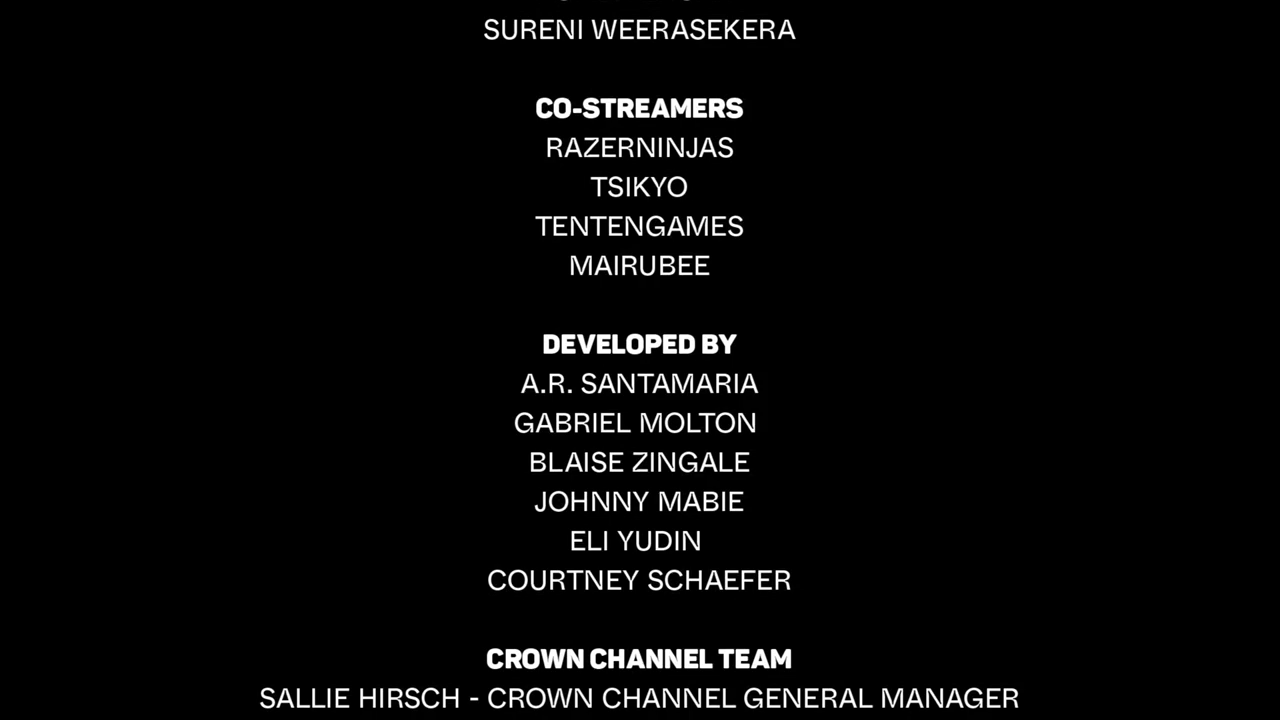 SURENI WEERASEKERA
CO-STREAMERS
RAZERNINJAS
TSIKYO
TENTENGAMES
MAIRUBEE
DEVELOPED BY
A.R. SANTAMARIA
GABRIEL MOLTON
BLAISE ZINGALE
JOHNNY MABIE
ELI YUDIN
COURTNEY SCHAEFER
CROWN CHANNEL TEAM
SALLIE HIRSCH - CROWN CHANNEL GENERAL MANAGER